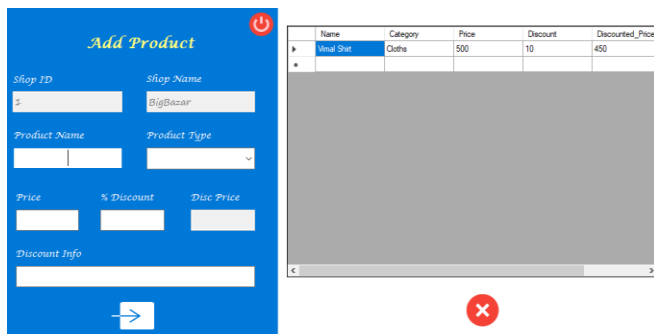 Add Product
Shop ID Shop Name
1 BigBazar
Product Name Product Type
Price % Discount Disc Price
Discount Info
Name Category Price Discount Discounted_Price
Vimal Shirt Cloths 500 10 450